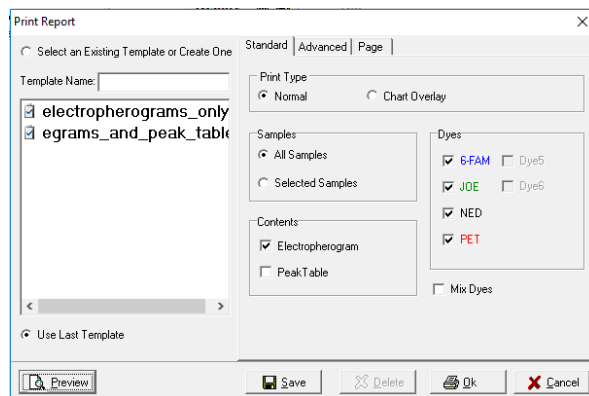 Print Report
Select an Existing Template or Create One
Template Name:
electropherograms_only
egrams_and_peak_table
Use Last Template
Standard Advanced Page
Print Type
Normal Chart Overlay
Samples
All Samples
Selected Samples
Contents
Electropherogram
PeakTable
Dyes
6-FAM Dye5
JOE Dye6
NED
PET
Mix Dyes
Preview Save Delete Ok Cancel